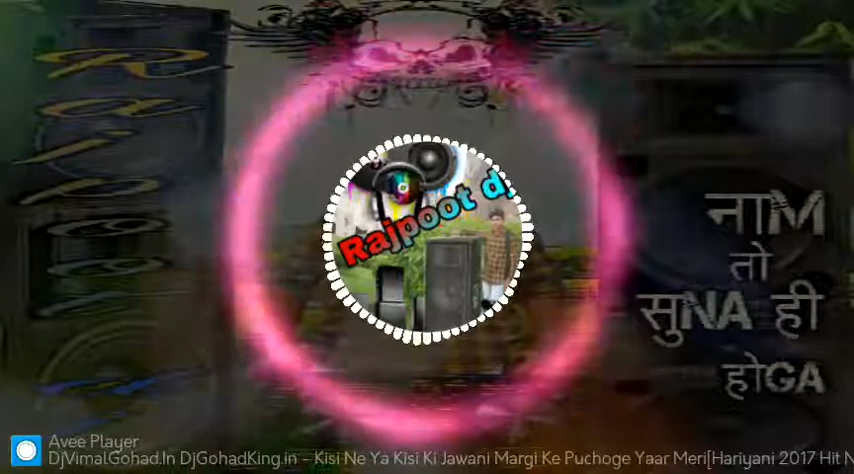 Rajpoot
Rajpoot d.
नाM
तो
सुNA ही
होGA
Avee Player
DjVimalGohad.In DjGohadKing.in - Kisi Ne Ya Kisi Ki Jawani Margi Ke Puchoge Yaar Meri[Hariyani 2017 Hit N